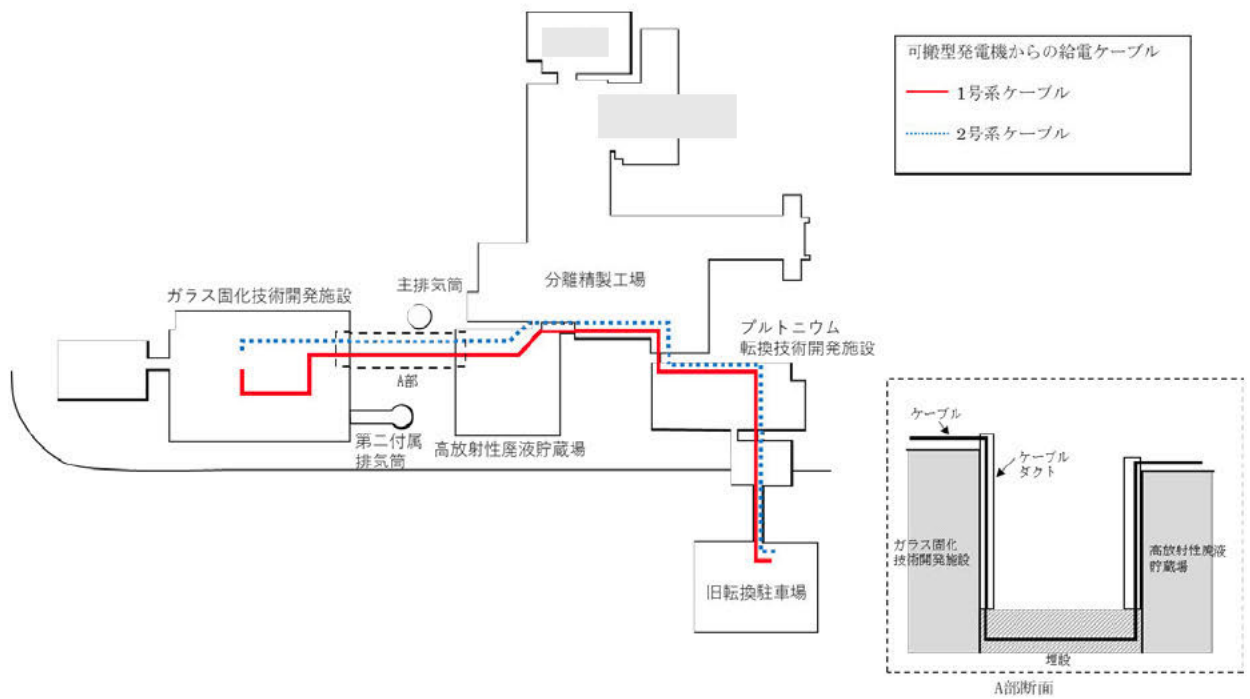 可搬型発電機からの給電ケーブル
1号系ケーブル
2号系ケーブル
分離精製工場
主排気筒
ガラス固化技術開発施設
プルトニウム
転換技術開発施設
A部
第二付属
排気筒
高放射性廃液貯蔵場
旧転換駐車場
ケーブル
ケーブル
ダクト
ガラス固化
技術開発施設
高放射性廃液
貯蔵場
埋設
A部断面